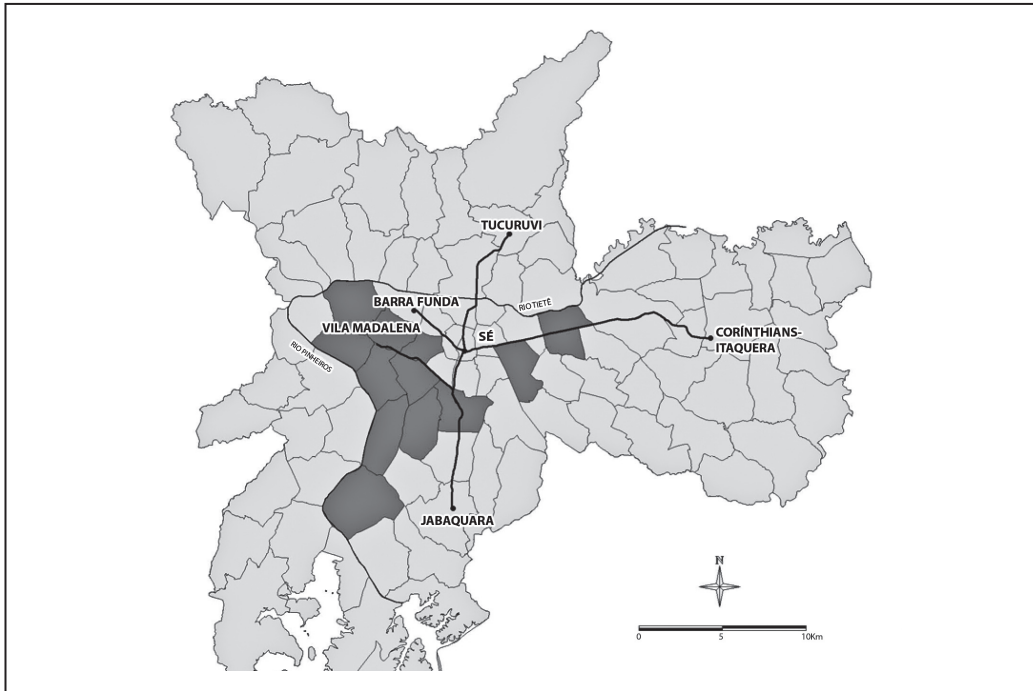 TUCURUVI
BARRA FUNDA
RIO TIETÊ
VILA MADALENA
SÉ
CORÍNTHIANS-
ITAQUERA
RIO PINHEIROS
JABAQUARA
N
0 5 10Km